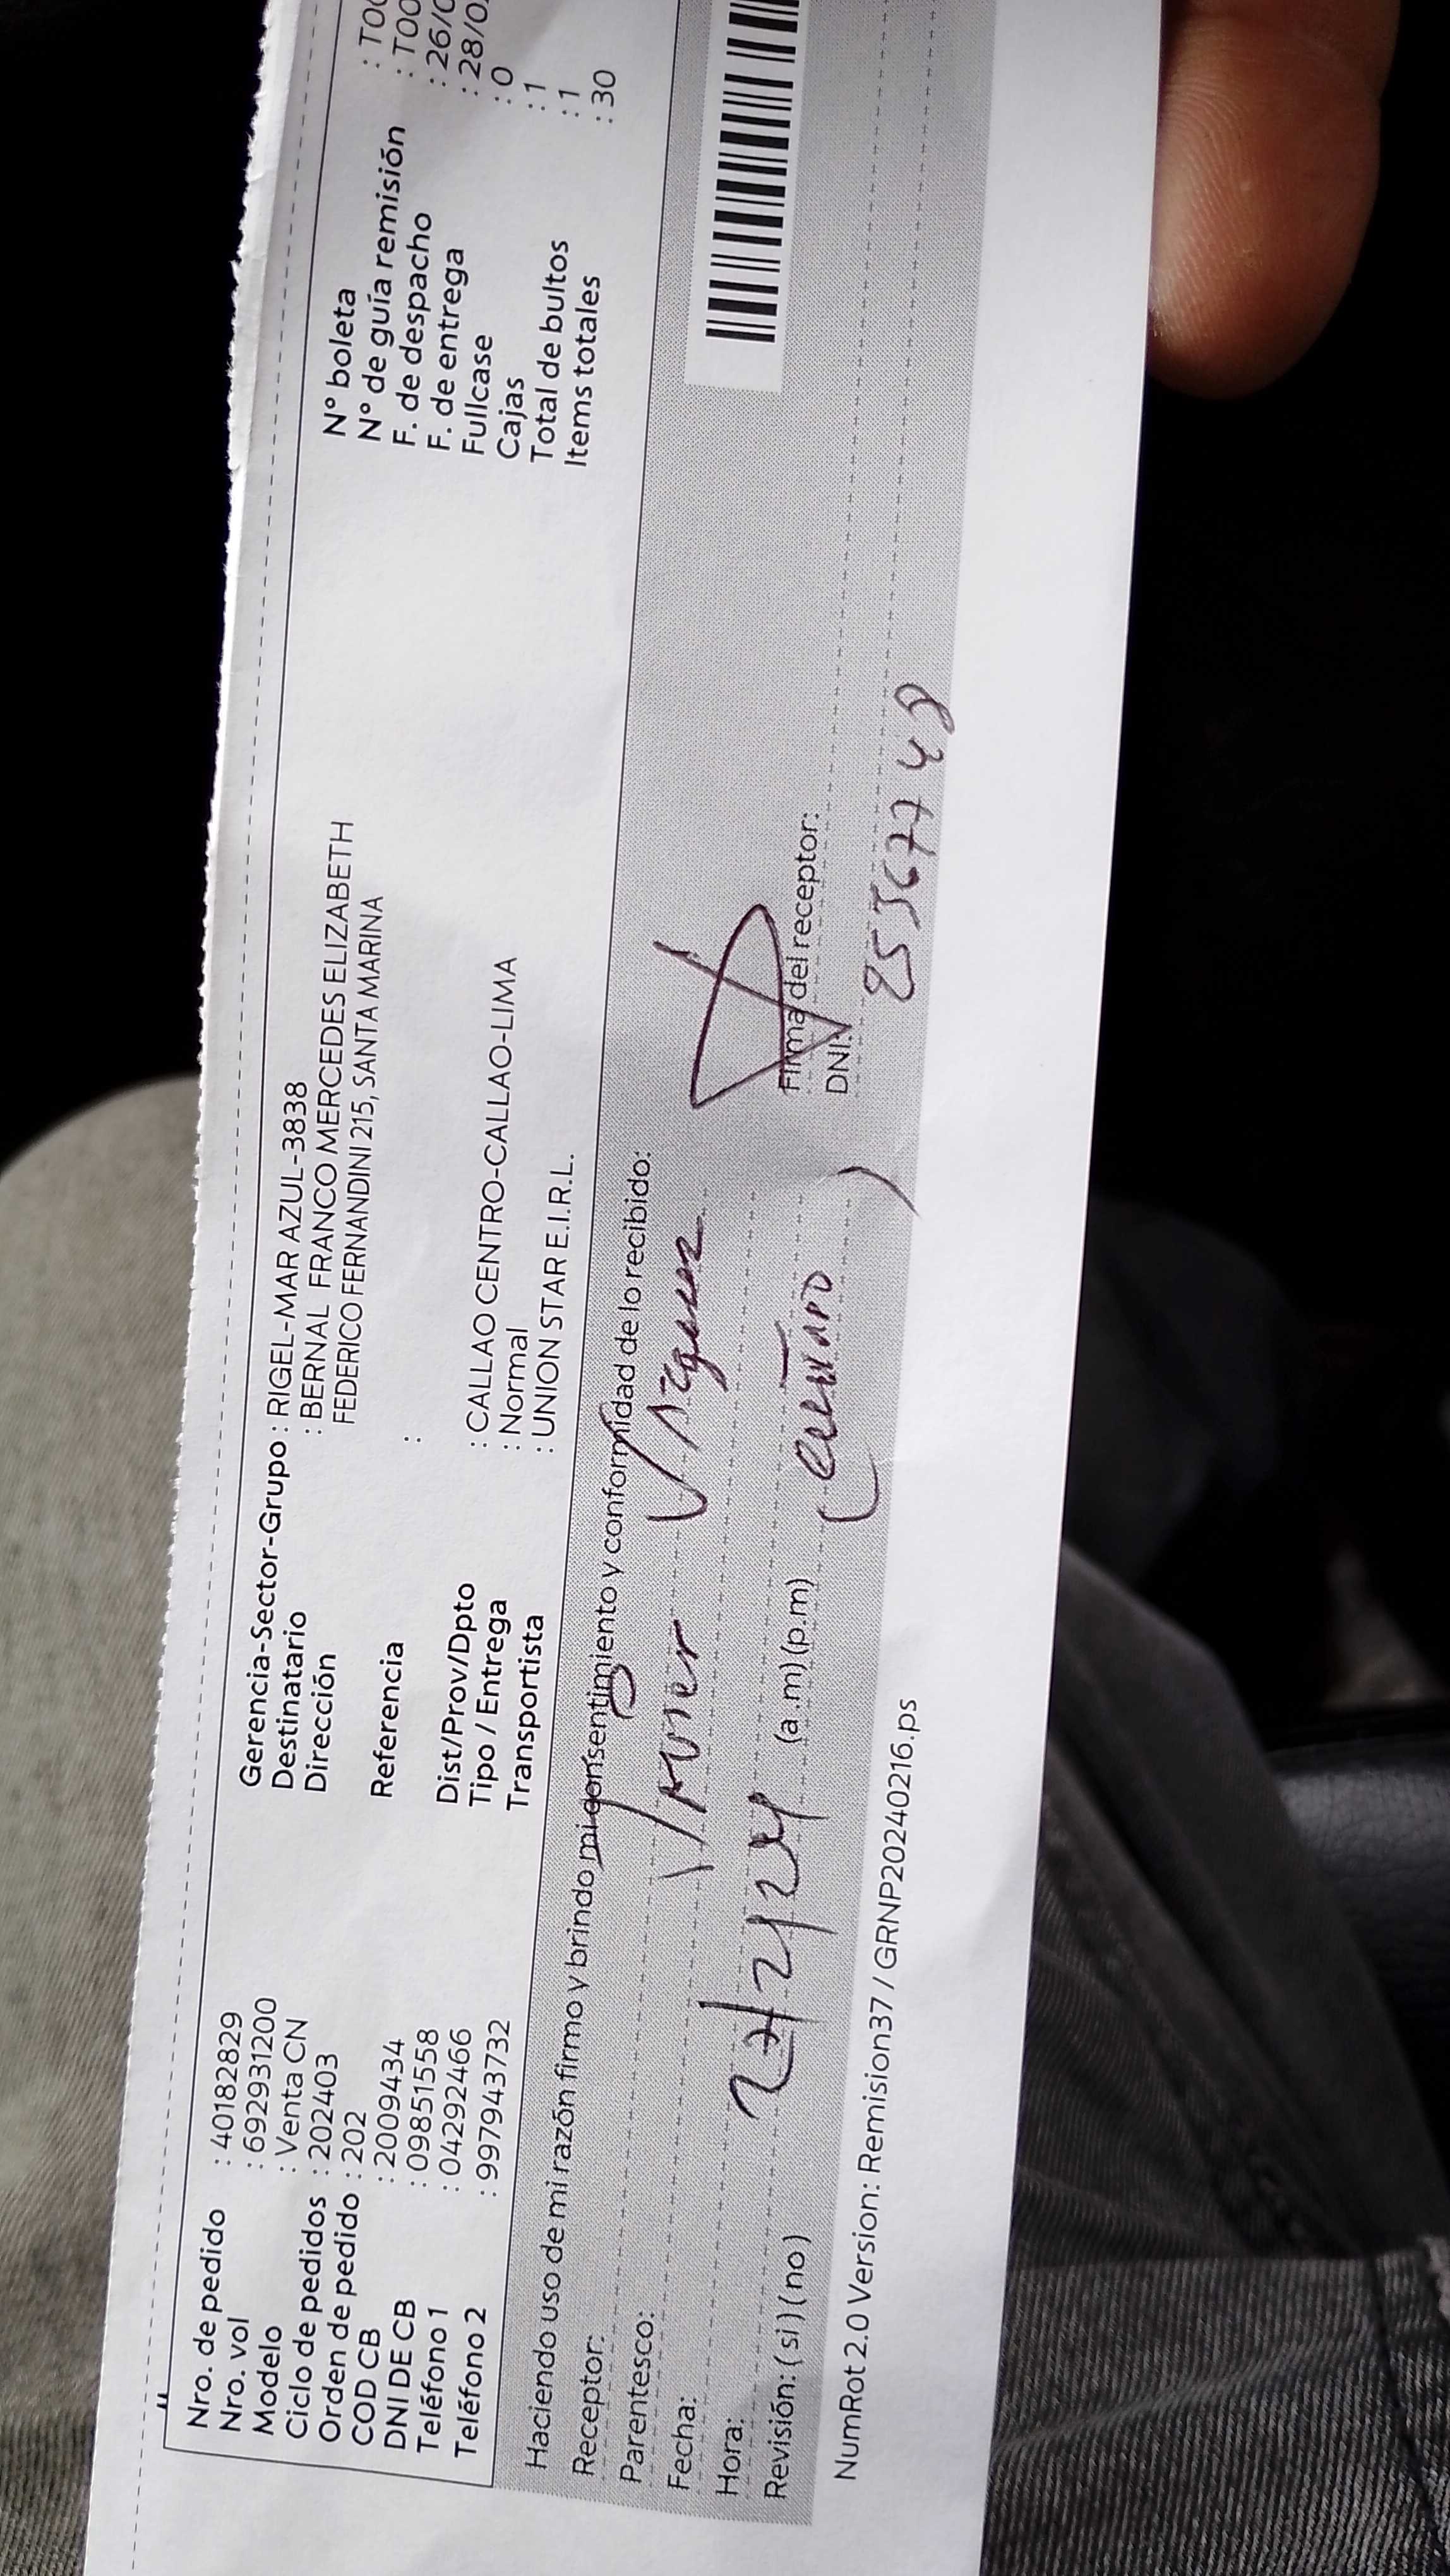 Nro. de pedido : 40182829
Nro. vol : 692931200
Modelo : Venta CN
Ciclo de pedidos : 202403
Orden de pedido : 202
COD CB : 2009434
DNI DE CB : 09851558
Teléfono 1 : 04292466
Teléfono 2 : 997943732
Gerencia-Sector-Grupo : RIGEL-MAR AZUL-3838
Destinatario : BERNAL FRANCO MERCEDES ELIZABETH
Dirección FEDERICO FERNANDINI 215, SANTA MARINA
Referencia :
Dist/Prov/Dpto : CALLAO CENTRO-CALLAO-LIMA
Tipo / Entrega : Normal
Transportista : UNION STAR E.I.R.L.
N° boleta : TOO
N° de guía remisión : TOO
F. de despacho : 26/0
F. de entrega : 28/0
Fullcase : 0
Cajas : 1
Total de bultos : 1
Items totales : 30
Haciendo uso de mi razón firmo y brindo mi consentimiento y conformidad de lo recibido:
Receptor:
Parentesco:
Fecha: 27/2/24
Hora: (a.m)(p.m)
Revisión: (si)(no)
(cuñado)
Firma del receptor:
DNI:
NumRot 2.0 Version: Remision37 / GRNP20240216.ps